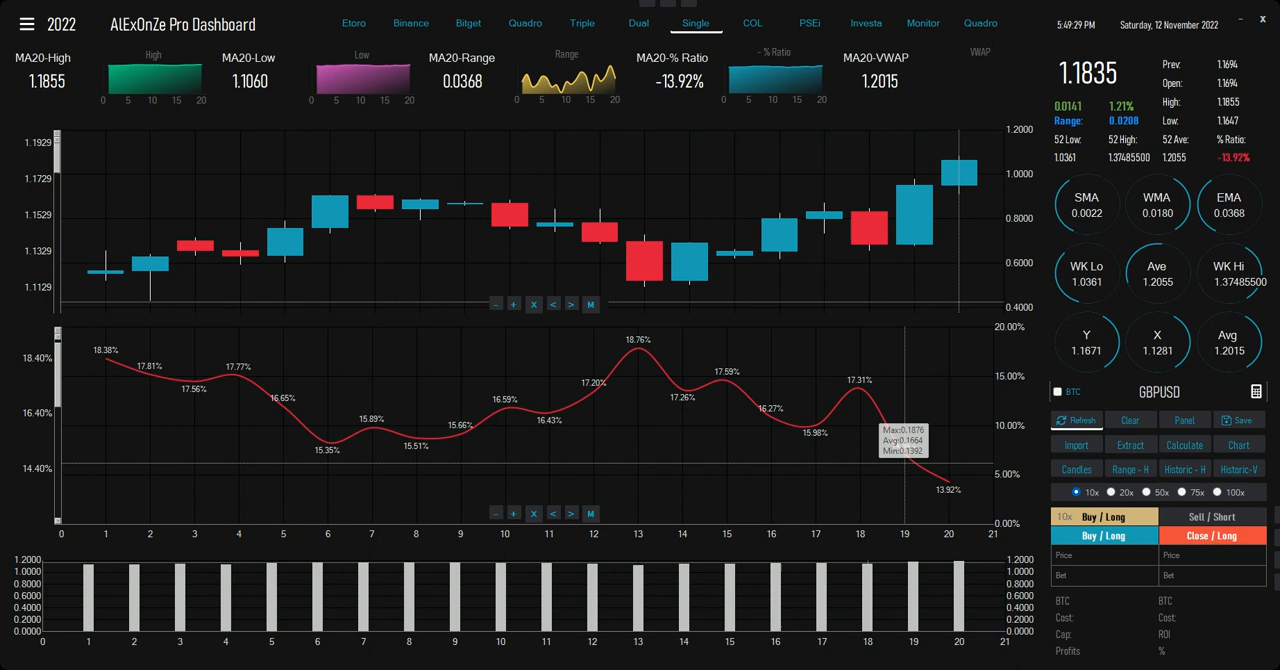 2022 AlExOnZe Pro Dashboard
Etoro Binance Bitget Quadro Triple Dual Single COL PSEi Investa Monitor Quadro
5:49:29 PM Saturday, 12 November 2022 – X
MA20-High
1.1855
High
0 5 10 15 20
MA20-Low
1.1060
Low
0 5 10 15 20
MA20-Range
0.0368
Range
0 5 10 15 20
MA20-% Ratio
-13.92%
- % Ratio
0 5 10 15 20
MA20-VWAP
1.2015
VWAP
1.1835
0.0141 1.21%
Range: 0.0208
Prev: 1.1694
Open: 1.1694
High: 1.1855
Low: 1.1647
52 Low: 52 High: 52 Ave: % Ratio:
1.0361 1.37485500 1.2055 -13.92%
1.1929
1.1729
1.1529
1.1329
1.1129
1.2000
1.0000
0.8000
0.6000
0.4000
– + X < > M
SMA WMA EMA
0.0022 0.0180 0.0368
WK Lo Ave WK Hi
1.0361 1.2055 1.37485500
Y X Avg
1.1671 1.1281 1.2015
18.40%
16.40%
14.40%
18.38% 17.81% 17.56% 17.77% 16.65% 15.35% 15.89% 15.51% 15.66% 16.59% 16.43% 17.20% 18.76% 17.26% 17.59% 16.27% 15.98% 17.31% 13.92%
Max:0.1876
Avg:0.1664
Min:0.1392
20.00%
15.00%
10.00%
5.00%
0.00%
– + X < > M
0 1 2 3 4 5 6 7 8 9 10 11 12 13 14 15 16 17 18 19 20 21
BTC GBPUSD
Refresh Clear Panel Save
Import Extract Calculate Chart
Candles Range - H Historic - H Historic-V
10x 20x 50x 75x 100x
10x Buy / Long Sell / Short
Buy / Long Close / Long
Price Price
Bet Bet
BTC BTC
Cost: Cost:
Cap: ROI
Profits %
1.2000 1.2000
1.0000 1.0000
0.8000 0.8000
0.6000 0.6000
0.4000 0.4000
0.2000 0.2000
0.0000 0.0000
0 1 2 3 4 5 6 7 8 9 10 11 12 13 14 15 16 17 18 19 20 21